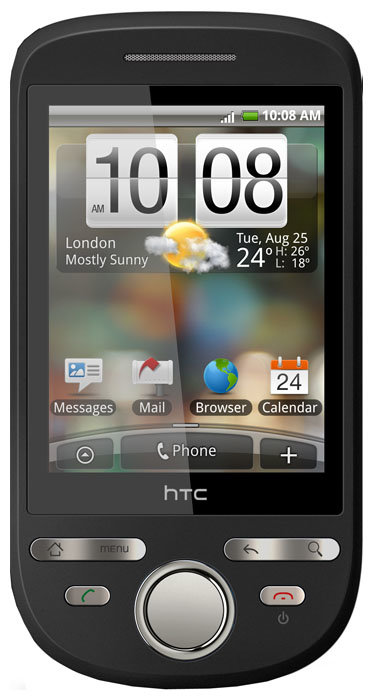 10:08 AM
10 08
AM
London
Mostly Sunny
Tue, Aug 25
24° H: 26°
L: 18°
Messages Mail Browser Calendar
24
Phone
hTC
menu